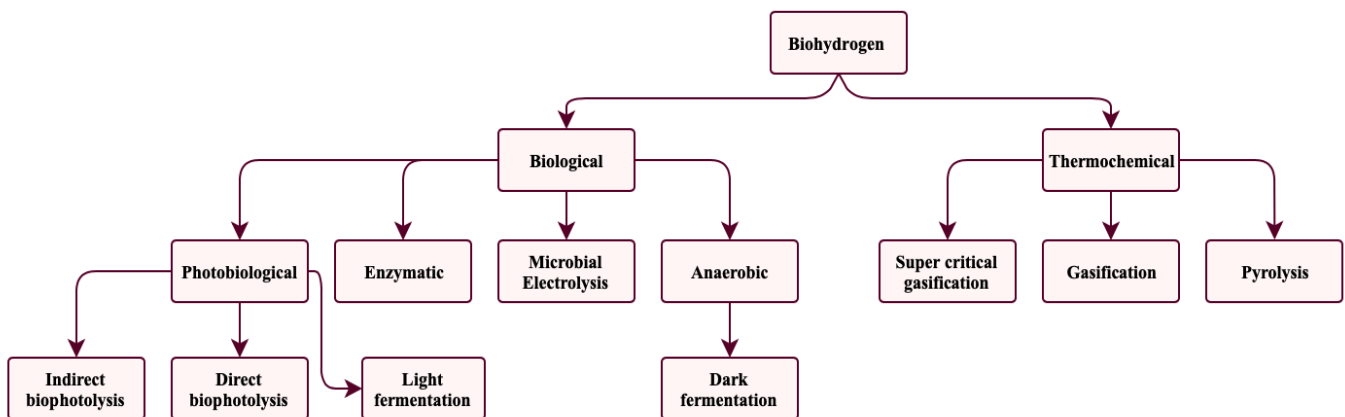 Biohydrogen
Biological
Thermochemical
Photobiological
Enzymatic
Microbial
Electrolysis
Anaerobic
Super critical
gasification
Gasification
Pyrolysis
Indirect
biophotolysis
Direct
biophotolysis
Light
fermentation
Dark
fermentation